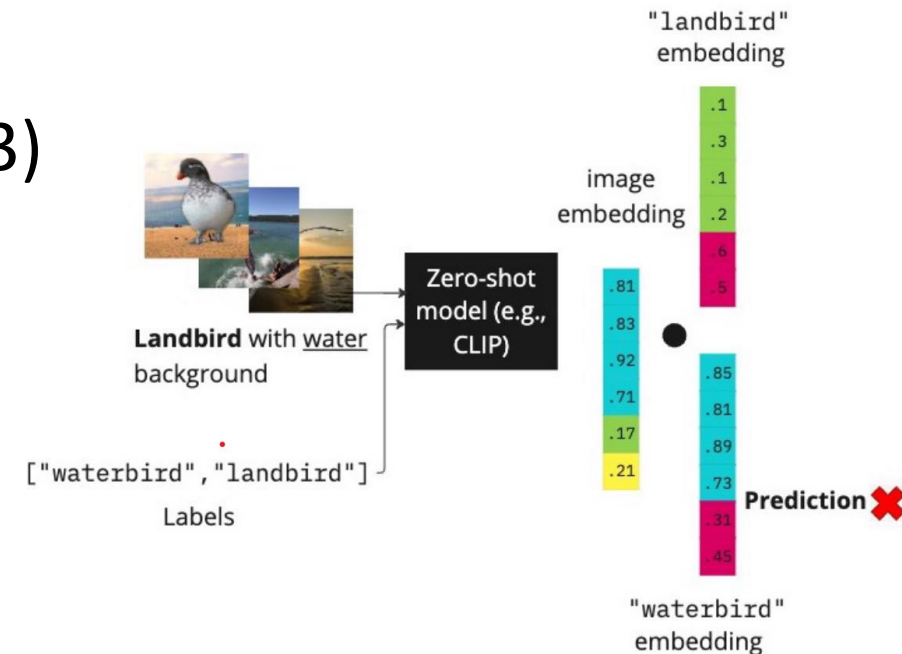 3)
"landbird"
embedding
.1
.3
.1
.2
.6
.5
image
embedding
.81
.83
.92
.71
.17
.21
Zero-shot
model (e.g.,
CLIP)
Landbird with water
background
["waterbird","landbird"]
Labels
.85
.81
.89
.73
.31
.45
Prediction
"waterbird"
embedding